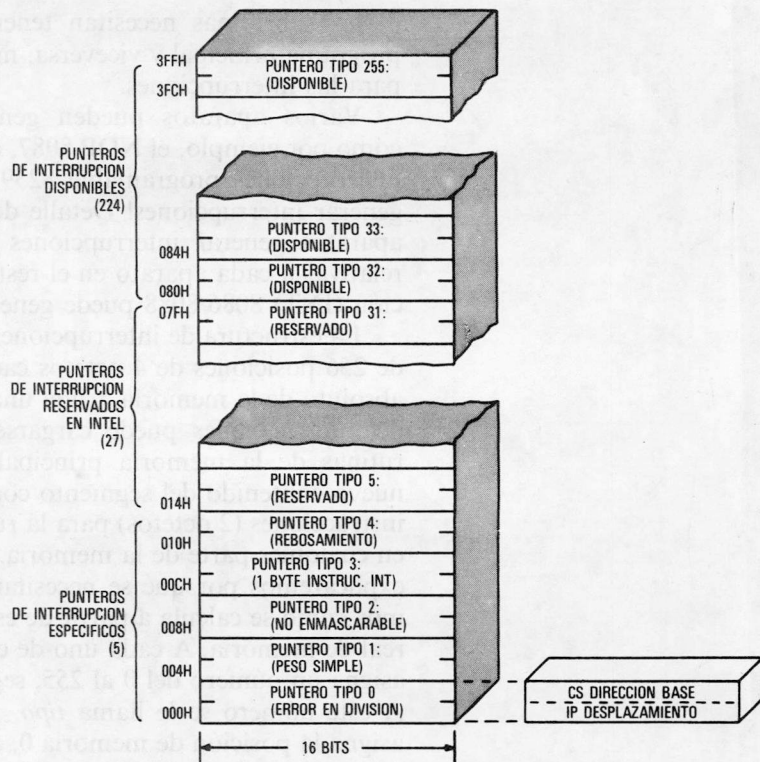 3FFH
3FCH
PUNTERO TIPO 255:
(DISPONIBLE)
PUNTEROS
DE INTERRUPCION
DISPONIBLES
(224)
084H
PUNTERO TIPO 33:
(DISPONIBLE)
080H
PUNTERO TIPO 32:
(DISPONIBLE)
07FH
PUNTERO TIPO 31:
(RESERVADO)
PUNTEROS
DE INTERRUPCION
RESERVADOS
EN INTEL
(27)
014H
PUNTERO TIPO 5:
(RESERVADO)
010H
PUNTERO TIPO 4:
(REBOSAMIENTO)
00CH
PUNTERO TIPO 3:
(1 BYTE INSTRUC. INT)
PUNTEROS
DE INTERRUPCION
ESPECIFICOS
(5)
008H
PUNTERO TIPO 2:
(NO ENMASCARABLE)
004H
PUNTERO TIPO 1:
(PESO SIMPLE)
000H
PUNTERO TIPO 0
(ERROR EN DIVISION)
CS DIRECCION BASE
IP DESPLAZAMIENTO
16 BITS